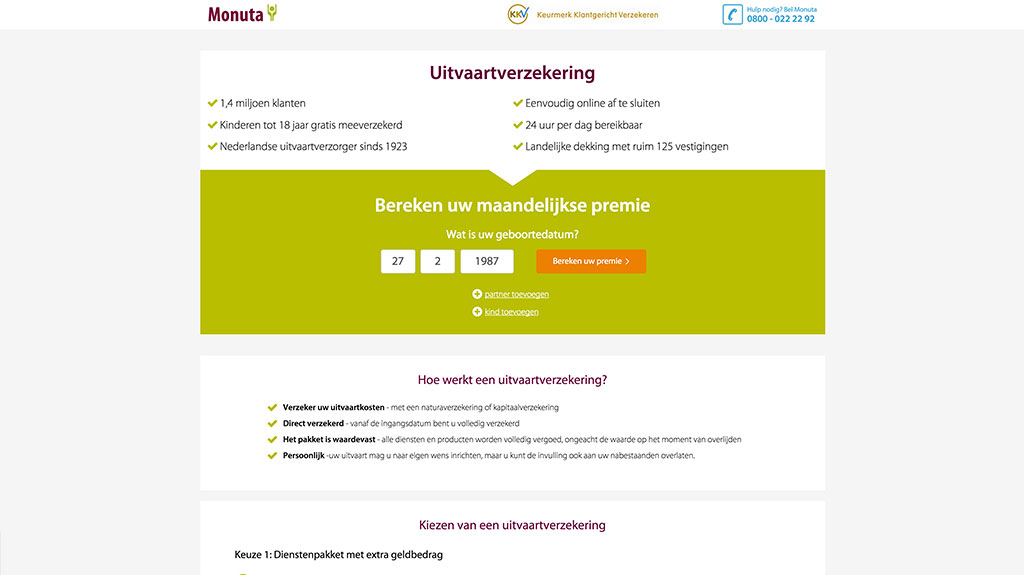 Monuta
KKV Keurmerk Klantgericht Verzekeren
Hulp nodig? Bel Monuta
0800 - 022 22 92
Uitvaartverzekering
1,4 miljoen klanten
Kinderen tot 18 jaar gratis meeverzekerd
Nederlandse uitvaartverzorger sinds 1923
Eenvoudig online af te sluiten
24 uur per dag bereikbaar
Landelijke dekking met ruim 125 vestigingen
Bereken uw maandelijkse premie
Wat is uw geboortedatum?
27 2 1987 Bereken uw premie >
partner toevoegen
kind toevoegen
Hoe werkt een uitvaartverzekering?
Verzeker uw uitvaartkosten - met een naturaverzekering of kapitaalverzekering
Direct verzekerd - vanaf de ingangsdatum bent u volledig verzekerd
Het pakket is waardevast - alle diensten en producten worden volledig vergoed, ongeacht de waarde op het moment van overlijden
Persoonlijk -uw uitvaart mag u naar eigen wens inrichten, maar u kunt de invulling ook aan uw nabestaanden overlaten.
Kiezen van een uitvaartverzekering
Keuze 1: Dienstenpakket met extra geldbedrag